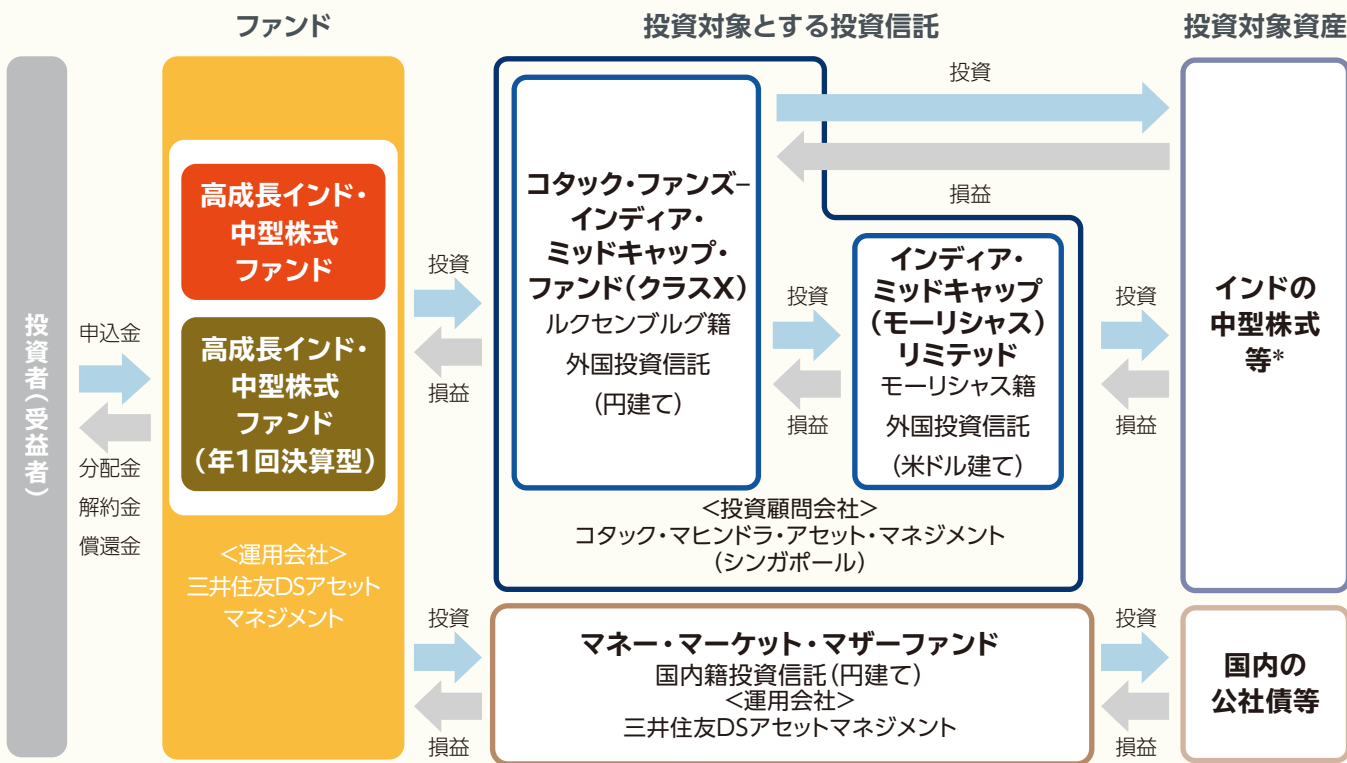 ファンド
投資対象とする投資信託
投資対象資産
投資者（受益者）
申込金
分配金
解約金
償還金
高成長インド・
中型株式
ファンド
高成長インド・
中型株式
ファンド
（年1回決算型）
＜運用会社＞
三井住友DSアセット
マネジメント
投資
損益
コタック・ファンズ−
インディア・
ミッドキャップ・
ファンド（クラスX）
ルクセンブルグ籍
外国投資信託
（円建て）
投資
損益
投資
損益
インディア・
ミッドキャップ
（モーリシャス）
リミテッド
モーリシャス籍
外国投資信託
（米ドル建て）
＜投資顧問会社＞
コタック・マヒンドラ・アセット・マネジメント
（シンガポール）
投資
損益
インドの
中型株式
等*
投資
損益
マネー・マーケット・マザーファンド
国内籍投資信託（円建て）
＜運用会社＞
三井住友DSアセットマネジメント
投資
損益
国内の
公社債等